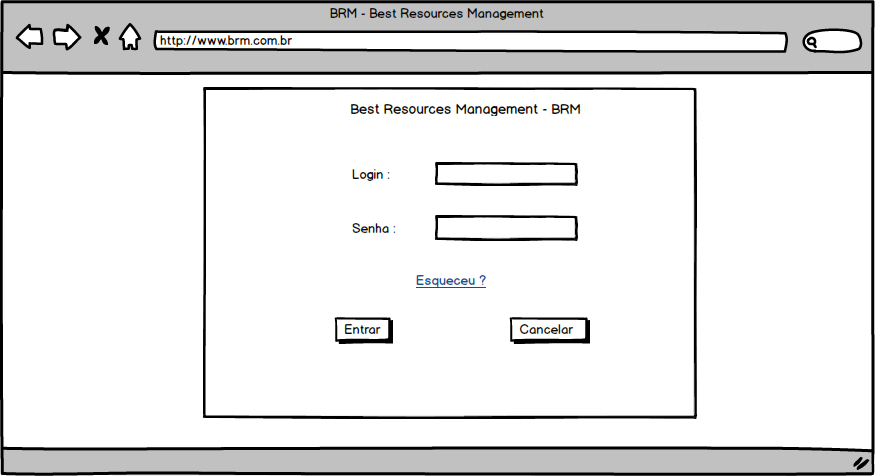 BRM - Best Resources Management
http://www.brm.com.br
Best Resources Management - BRM
Login :
Senha :
Esqueceu ?
Entrar
Cancelar